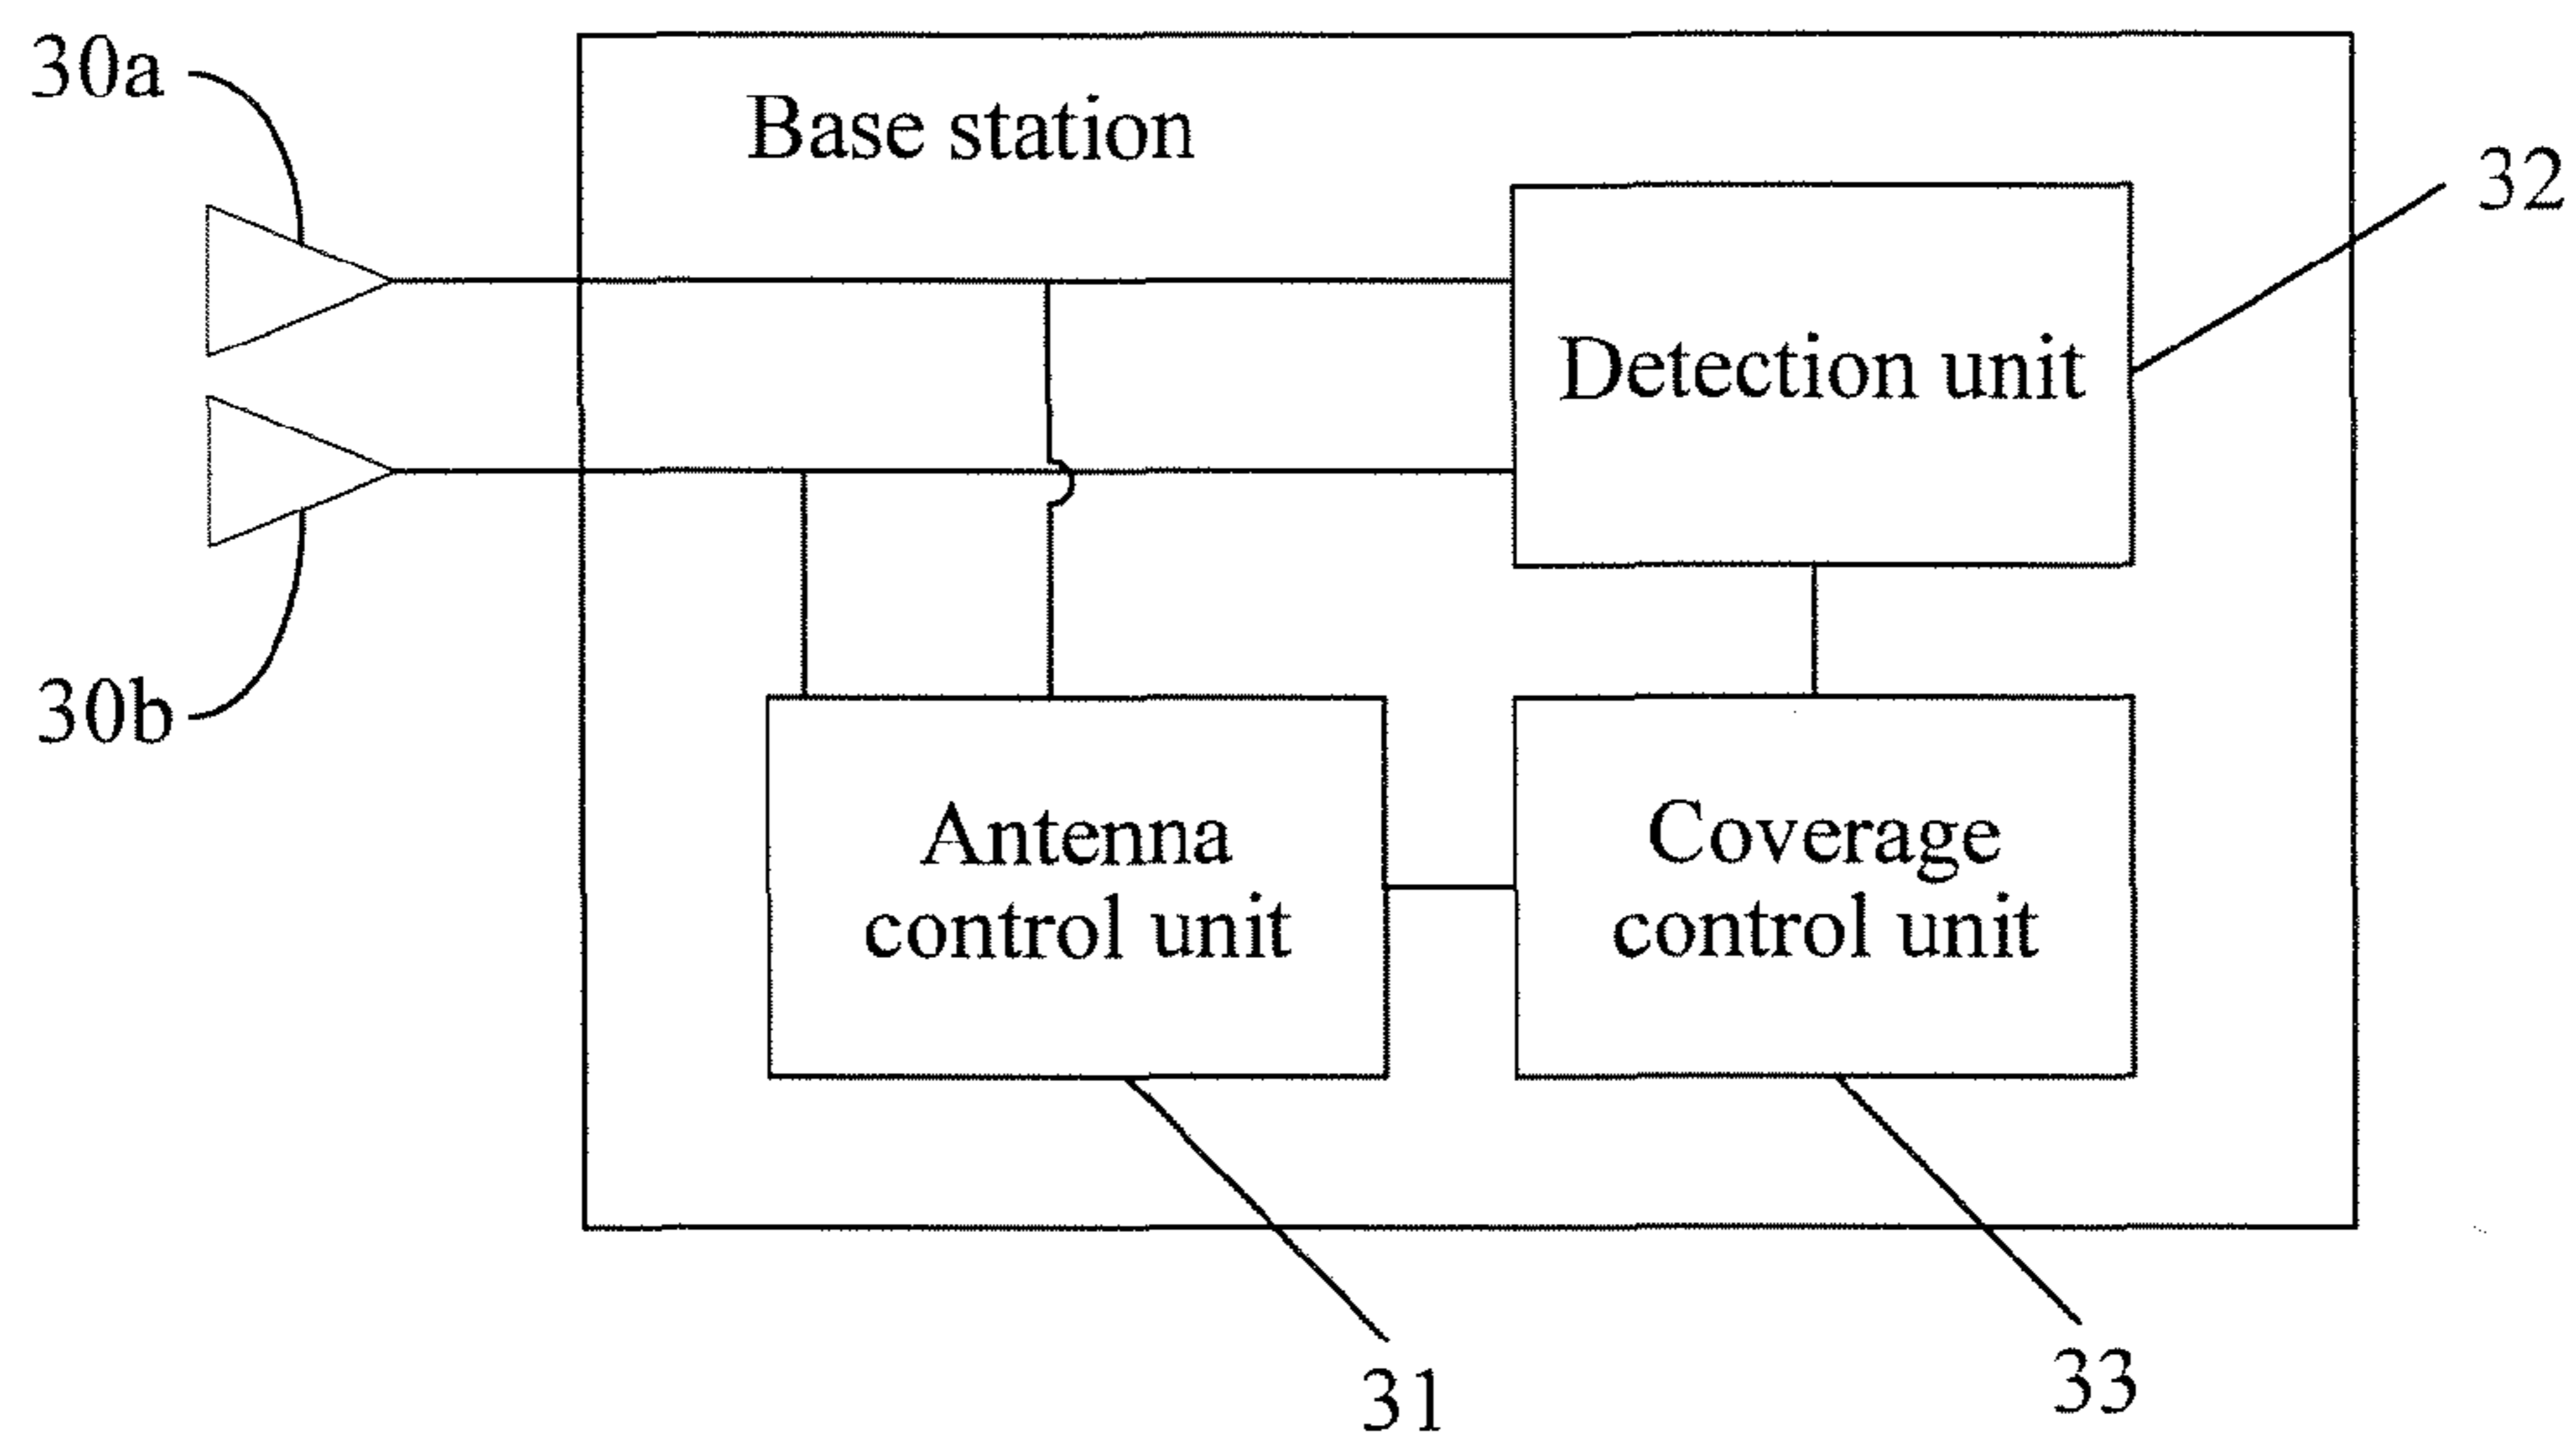 30a
Base station
32
Detection unit
30b
Antenna
control unit
Coverage
control unit
31
33